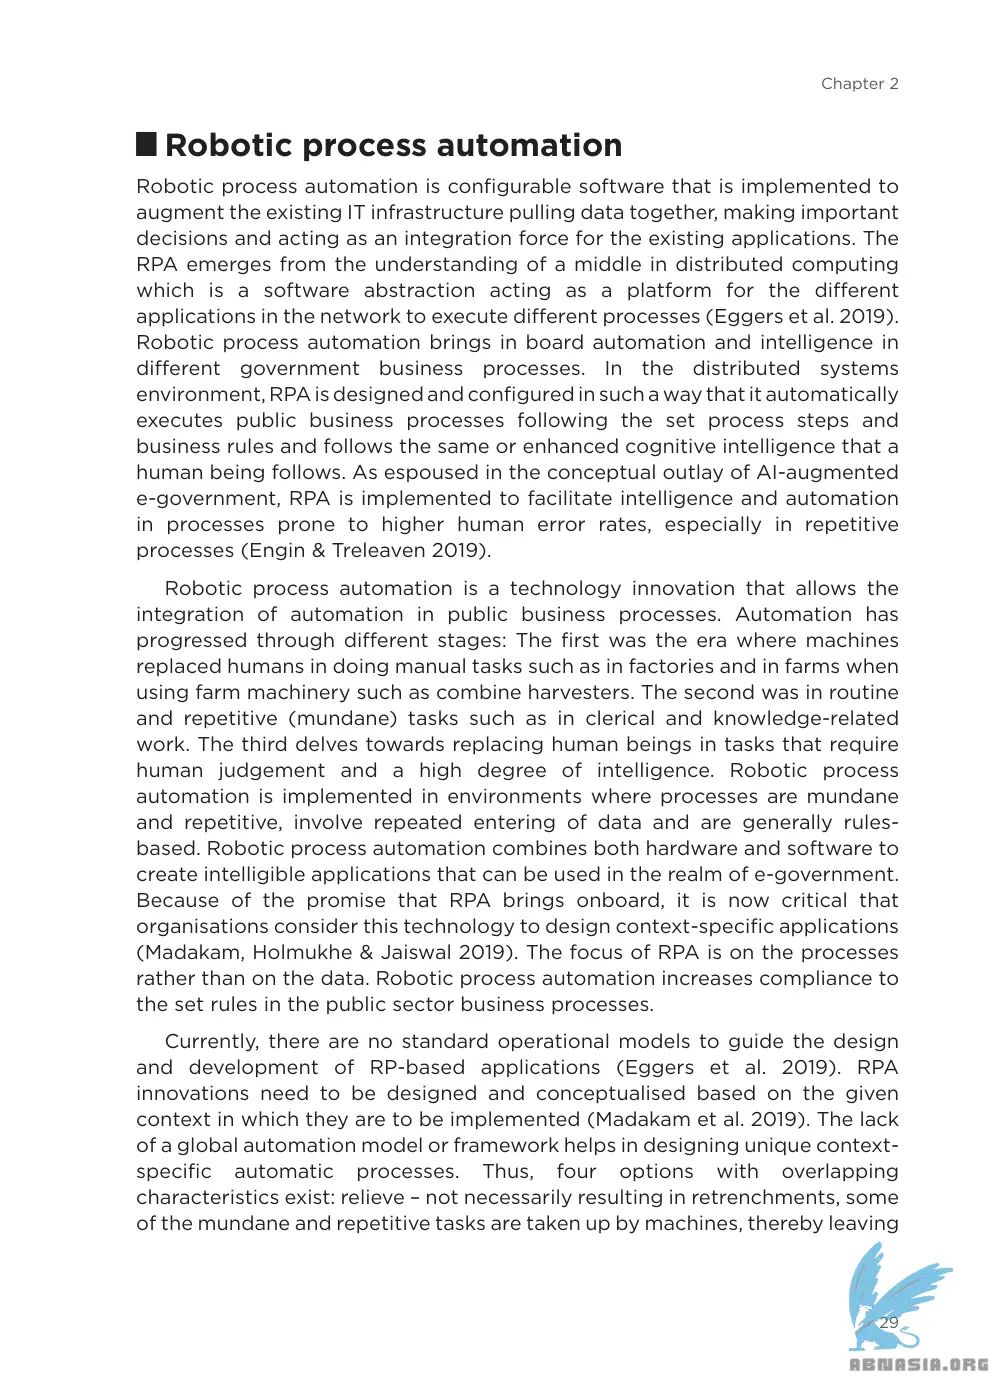 Chapter 2
Robotic process automation
Robotic process automation is configurable software that is implemented to
augment the existing IT infrastructure pulling data together, making important
decisions and acting as an integration force for the existing applications. The
RPA emerges from the understanding of a middle in distributed computing
which is a software abstraction acting as a platform for the different
applications in the network to execute different processes (Eggers et al. 2019).
Robotic process automation brings in board automation and intelligence in
different government business processes. In the distributed systems
environment, RPA is designed and configured in such a way that it automatically
executes public business processes following the set process steps and
business rules and follows the same or enhanced cognitive intelligence that a
human being follows. As espoused in the conceptual outlay of AI-augmented
e-government, RPA is implemented to facilitate intelligence and automation
in processes prone to higher human error rates, especially in repetitive
processes (Engin & Treleaven 2019).
Robotic process automation is a technology innovation that allows the
integration of automation in public business processes. Automation has
progressed through different stages: The first was the era where machines
replaced humans in doing manual tasks such as in factories and in farms when
using farm machinery such as combine harvesters. The second was in routine
and repetitive (mundane) tasks such as in clerical and knowledge-related
work. The third delves towards replacing human beings in tasks that require
human judgement and a high degree of intelligence. Robotic process
automation is implemented in environments where processes are mundane
and repetitive, involve repeated entering of data and are generally rules-
based. Robotic process automation combines both hardware and software to
create intelligible applications that can be used in the realm of e-government.
Because of the promise that RPA brings onboard, it is now critical that
organisations consider this technology to design context-specific applications
(Madakam, Holmukhe & Jaiswal 2019). The focus of RPA is on the processes
rather than on the data. Robotic process automation increases compliance to
the set rules in the public sector business processes.
Currently, there are no standard operational models to guide the design
and development of RP-based applications (Eggers et al. 2019). RPA
innovations need to be designed and conceptualised based on the given
context in which they are to be implemented (Madakam et al. 2019). The lack
of a global automation model or framework helps in designing unique context-
specific automatic processes. Thus, four options with overlapping
characteristics exist: relieve – not necessarily resulting in retrenchments, some
of the mundane and repetitive tasks are taken up by machines, thereby leaving
29
ABNASIA.ORG